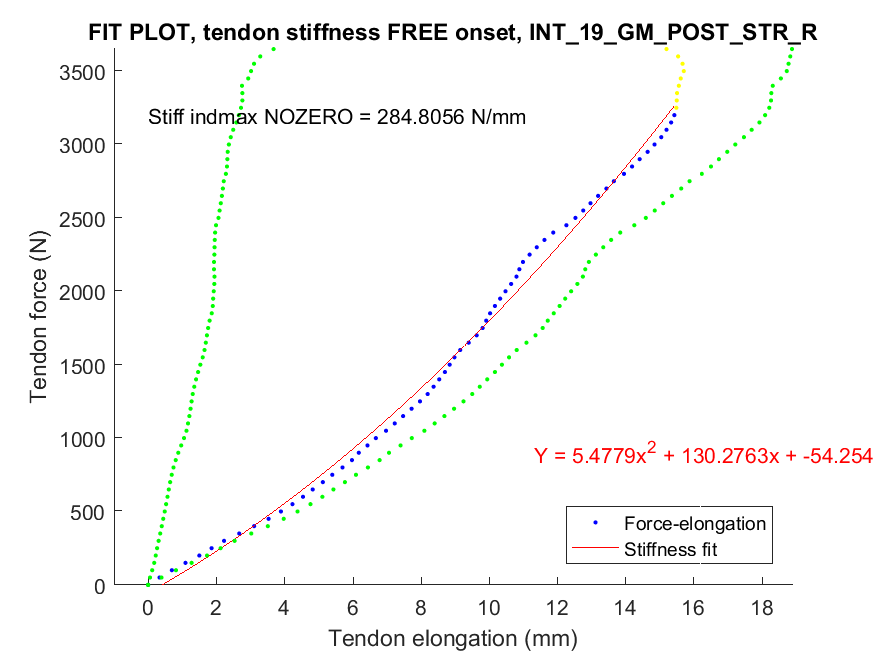 FIT PLOT, tendon stiffness FREE onset, INT_19_GM_POST_STR_R
Stiff indmax NOZERO = 284.8056 N/mm
3500
3000
2500
2000
1500
1000
500
0
Tendon force (N)
Y = 5.4779x^2 + 130.2763x + -54.254
Force-elongation
Stiffness fit
0 2 4 6 8 10 12 14 16 18
Tendon elongation (mm)